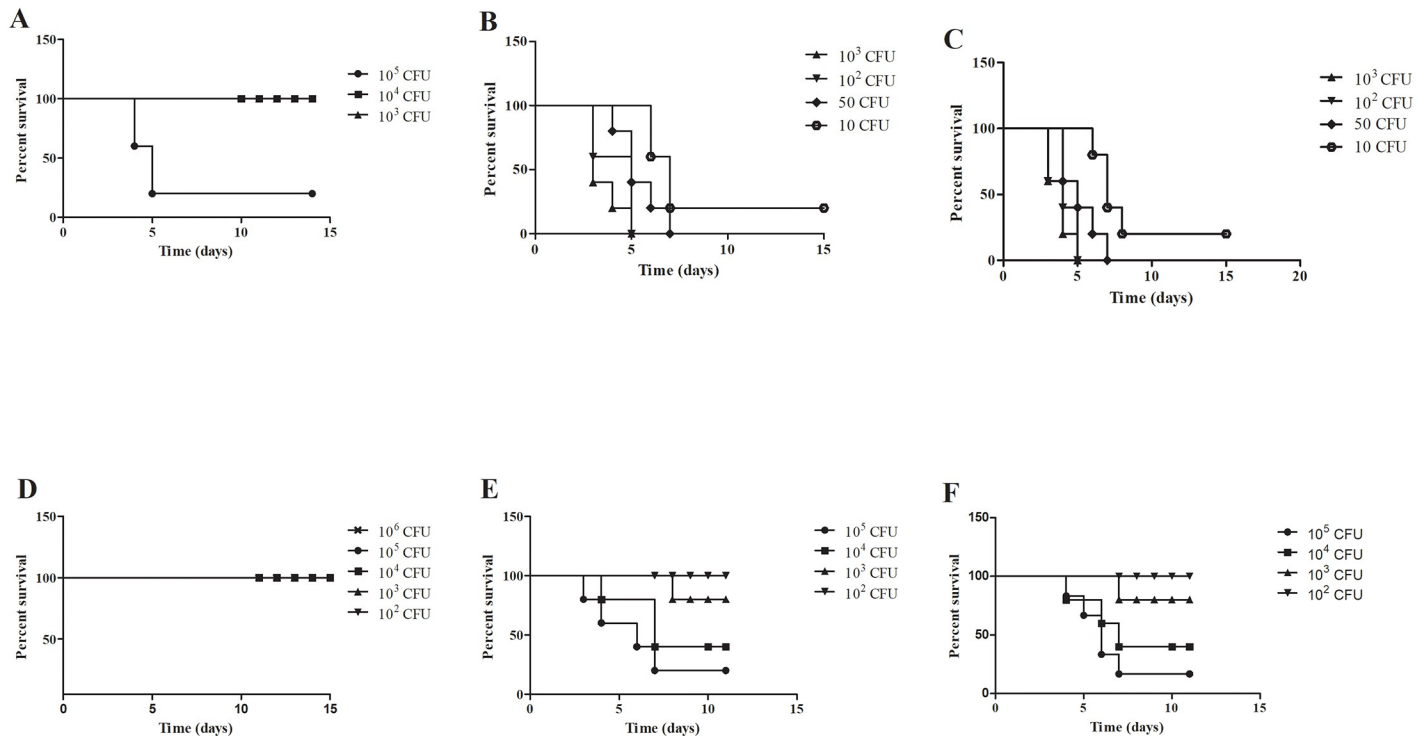 A
150
100
50
0
Percent survival
0 5 10 15
Time (days)
10⁵ CFU
10⁴ CFU
10³ CFU
B
150
100
50
0
Percent survival
0 5 10 15
Time (days)
10³ CFU
10² CFU
50 CFU
10 CFU
C
150
100
50
0
Percent survival
0 5 10 15 20
Time (days)
10³ CFU
10² CFU
50 CFU
10 CFU
D
150
100
50
Percent survival
0 5 10 15
Time (days)
10⁶ CFU
10⁵ CFU
10⁴ CFU
10³ CFU
10² CFU
E
150
100
50
0
Percent survival
0 5 10 15
Time (days)
10⁵ CFU
10⁴ CFU
10³ CFU
10² CFU
F
150
100
50
0
Percent survival
0 5 10 15
Time (days)
10⁵ CFU
10⁴ CFU
10³ CFU
10² CFU